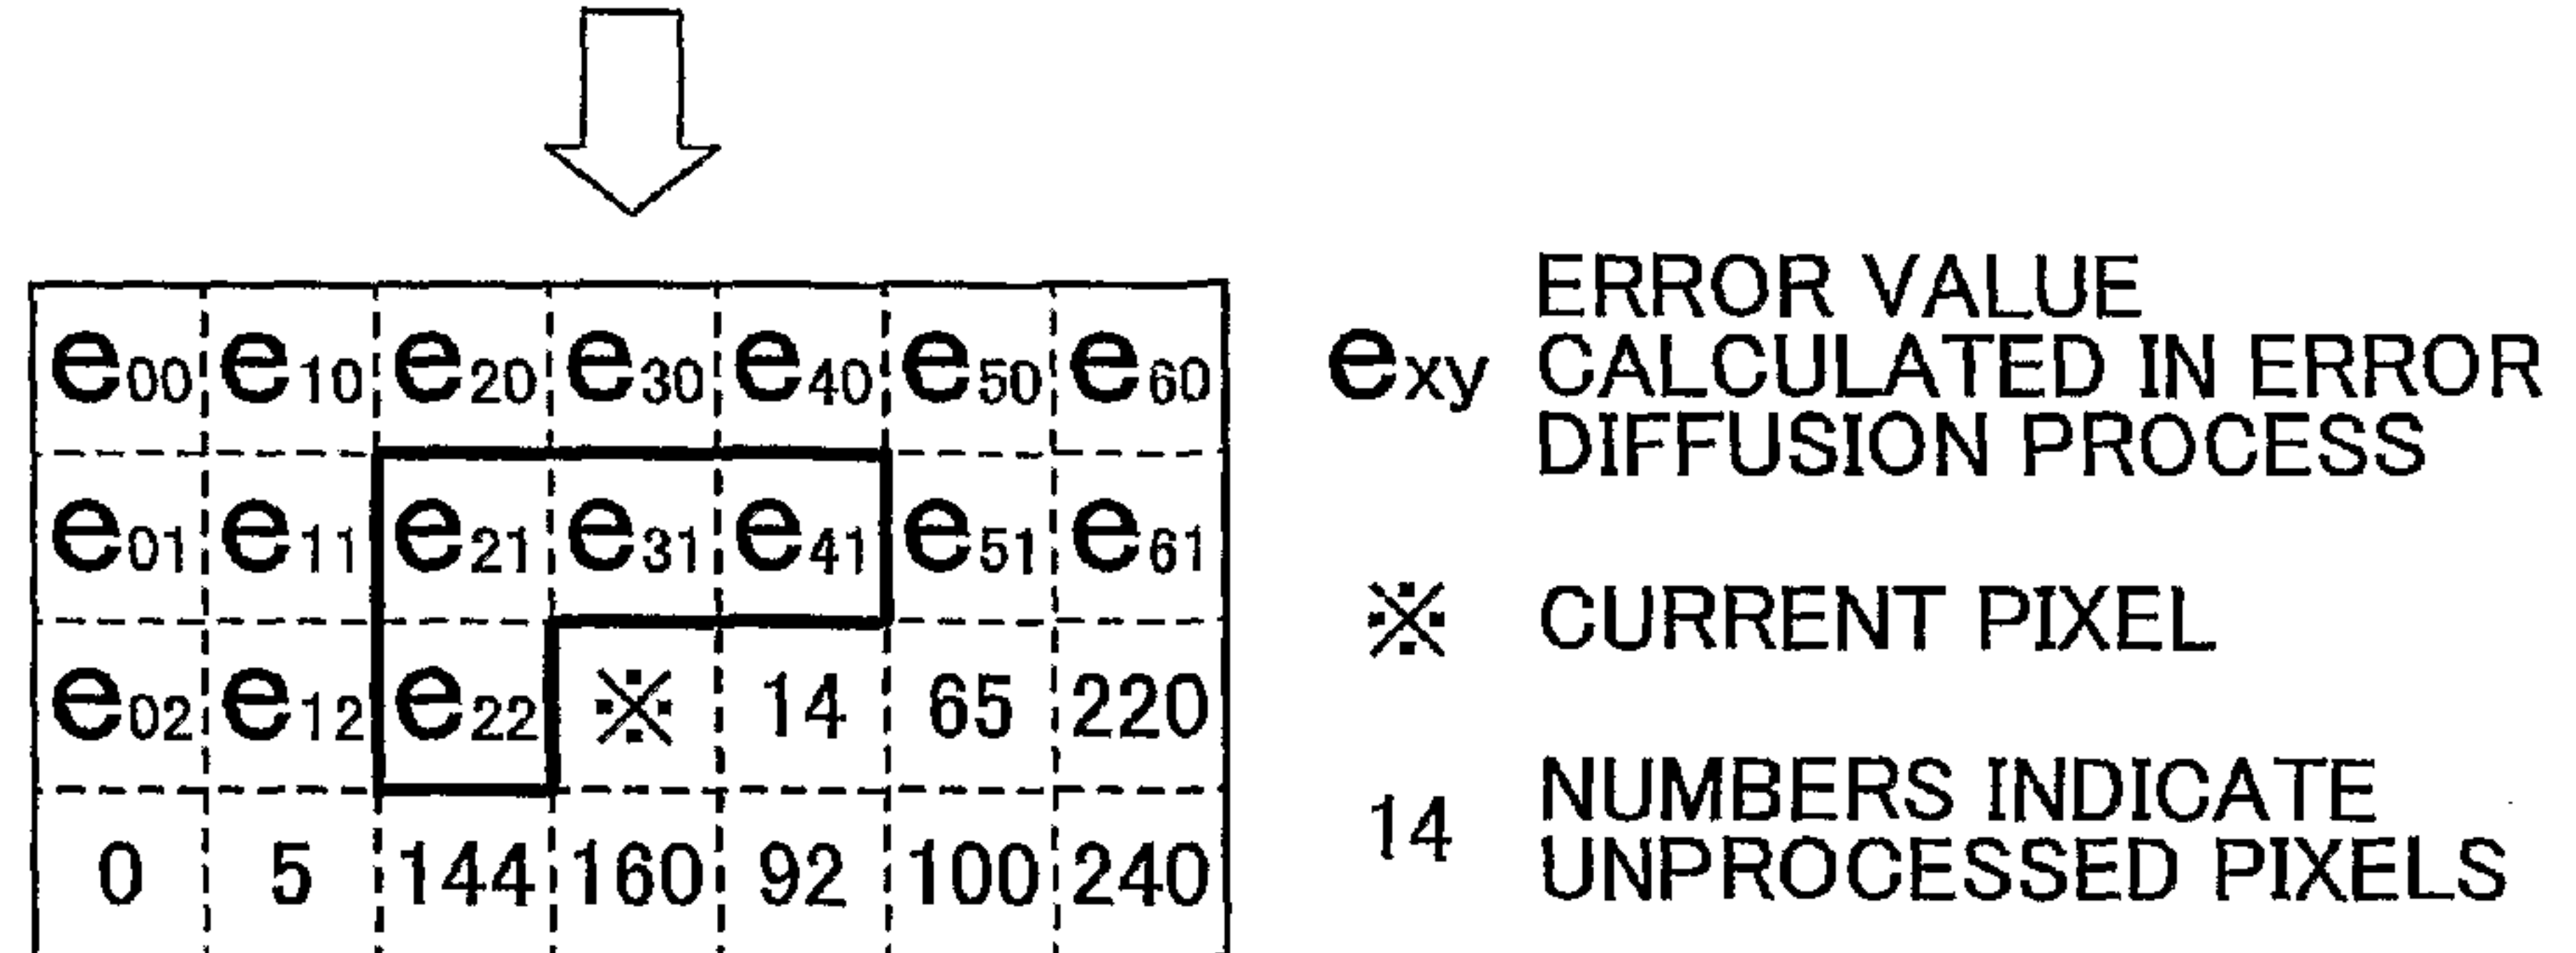 e00 e10 e20 e30 e40 e50 e60
e01 e11 e21 e31 e41 e51 e61
e02 e12 e22 ※ 14 65 220
0 5 144 160 92 100 240
exy ERROR VALUE
CALCULATED IN ERROR
DIFFUSION PROCESS
※ CURRENT PIXEL
14 NUMBERS INDICATE
UNPROCESSED PIXELS